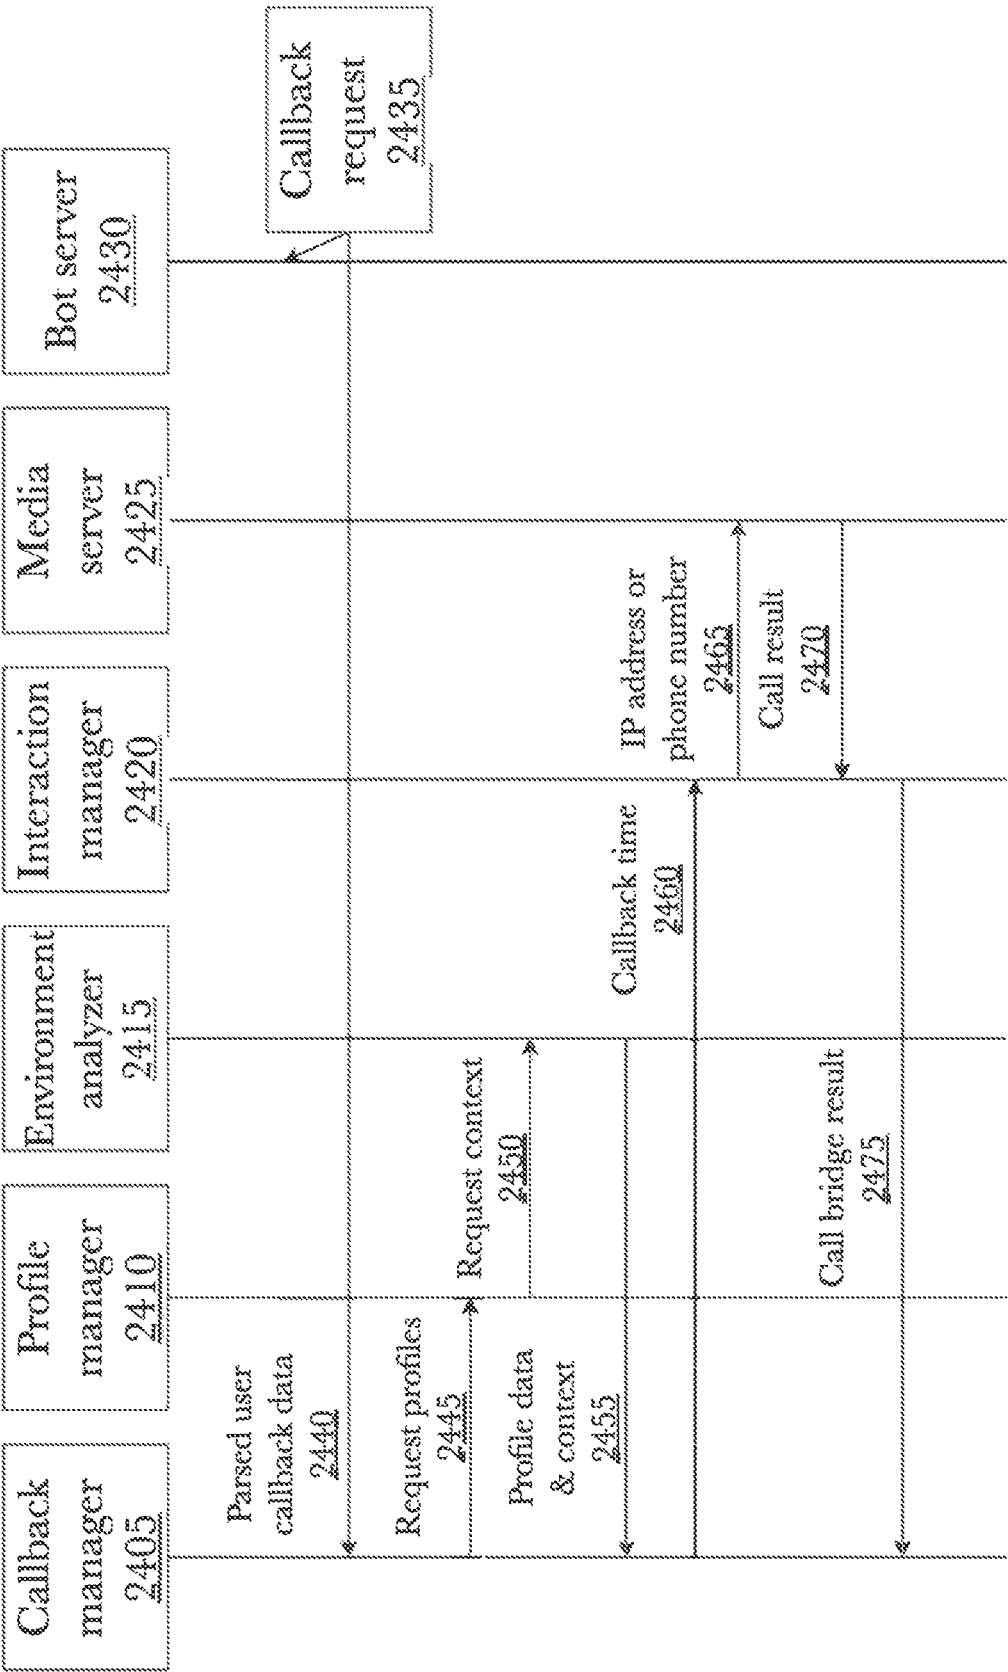 Callback
manager
2405
Profile
manager
2410
Environment
analyzer
2415
Interaction
manager
2420
Media
server
2425
Bot server
2430
Callback
request
2435
Parsed user
callback data
2440
Request profiles
2445
Request context
2450
Profile data
& context
2455
Callback time
2460
IP address or
phone number
2465
Call result
2470
Call bridge result
2475